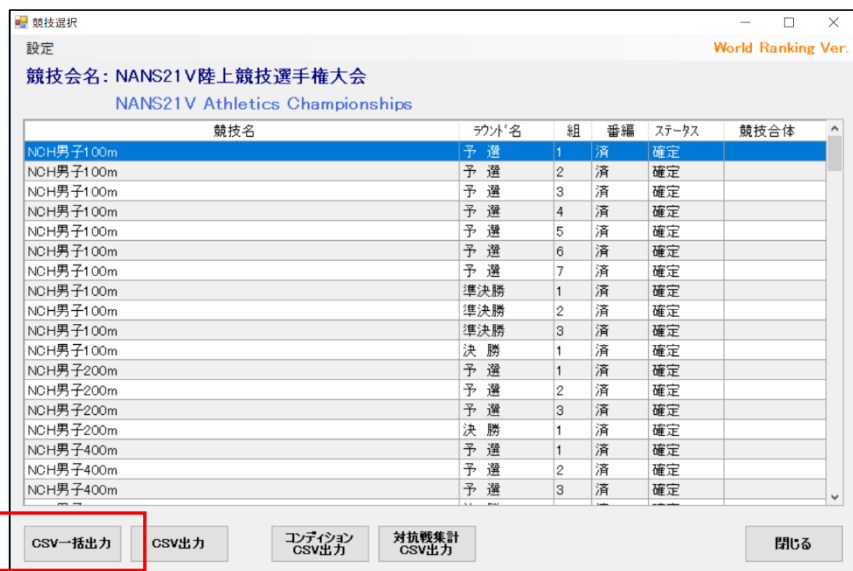 競技選択
設定
World Ranking Ver.
競技会名: NANS21V陸上競技選手権大会
NANS21V Athletics Championships
競技名 ﾗｳﾝﾄﾞ名 組 番編 ｽﾃｰﾀｽ 競技合体
NCH男子100m 予 選 1 済 確定
NCH男子100m 予 選 2 済 確定
NCH男子100m 予 選 3 済 確定
NCH男子100m 予 選 4 済 確定
NCH男子100m 予 選 5 済 確定
NCH男子100m 予 選 6 済 確定
NCH男子100m 予 選 7 済 確定
NCH男子100m 準決勝 1 済 確定
NCH男子100m 準決勝 2 済 確定
NCH男子100m 準決勝 3 済 確定
NCH男子100m 決 勝 1 済 確定
NCH男子200m 予 選 1 済 確定
NCH男子200m 予 選 2 済 確定
NCH男子200m 予 選 3 済 確定
NCH男子200m 決 勝 1 済 確定
NCH男子400m 予 選 1 済 確定
NCH男子400m 予 選 2 済 確定
NCH男子400m 予 選 3 済 確定
CSV一括出力
CSV出力
コンディション
CSV出力
対抗戦集計
CSV出力
閉じる